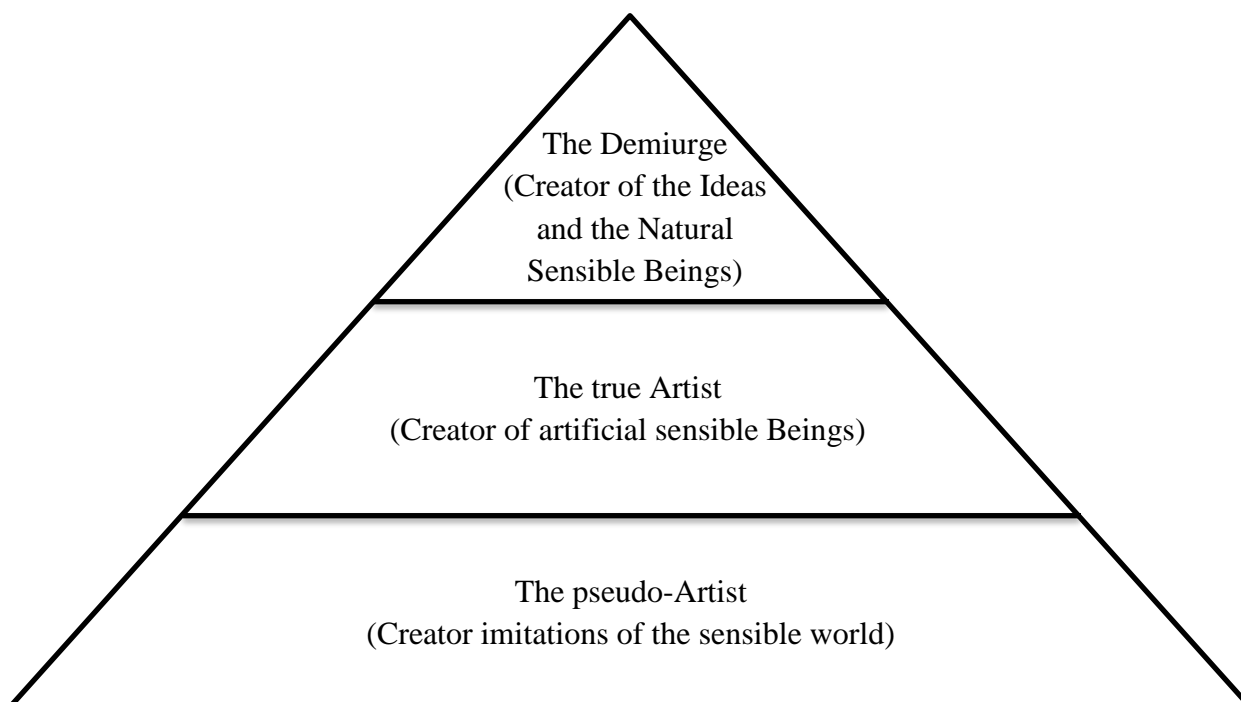 The Demiurge
(Creator of the Ideas
and the Natural
Sensible Beings)
The true Artist
(Creator of artificial sensible Beings)
The pseudo-Artist
(Creator imitations of the sensible world)